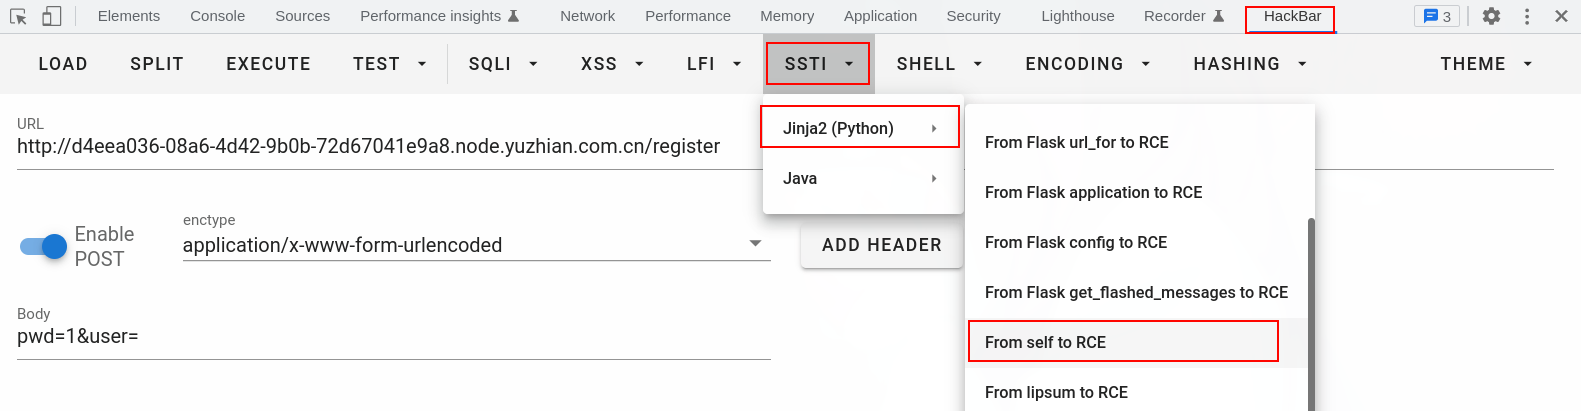 Elements Console Sources Performance insights Network Performance Memory Application Security Lighthouse Recorder HackBar 3
LOAD SPLIT EXECUTE TEST SQLI XSS LFI SSTI SHELL ENCODING HASHING THEME
URL
http://d4eea036-08a6-4d42-9b0b-72d67041e9a8.node.yuzhian.com.cn/register
Jinja2 (Python)
Java
From Flask url_for to RCE
From Flask application to RCE
From Flask config to RCE
From Flask get_flashed_messages to RCE
From self to RCE
From lipsum to RCE
Enable
POST
enctype
application/x-www-form-urlencoded
ADD HEADER
Body
pwd=1&user=